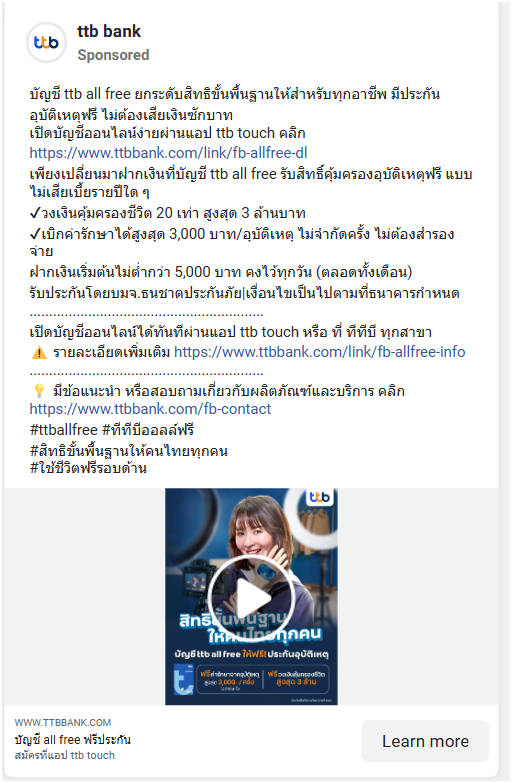 ttb
ttb bank
Sponsored
บัญชี ttb all free ยกระดับสิทธิขั้นพื้นฐานให้สำหรับทุกอาชีพ มีประกัน
อุบัติเหตุฟรี ไม่ต้องเสียเงินซักบาท
เปิดบัญชีออนไลน์ง่ายผ่านแอป ttb touch คลิก
https://www.ttbbank.com/link/fb-allfree-dl
เพียงเปลี่ยนมาฝากเงินที่บัญชี ttb all free รับสิทธิ์คุ้มครองอุบัติเหตุฟรี แบบ
ไม่เสียเบี้ยรายปีใด ๆ
✓วงเงินคุ้มครองชีวิต 20 เท่า สูงสุด 3 ล้านบาท
✓เบิกค่ารักษาได้สูงสุด 3,000 บาท/อุบัติเหตุ ไม่จำกัดครั้ง ไม่ต้องสำรอง
จ่าย
ฝากเงินเริ่มต้นไม่ต่ำกว่า 5,000 บาท คงไว้ทุกวัน (ตลอดทั้งเดือน)
รับประกันโดยบมจ.ธนชาตประกันภัย|เงื่อนไขเป็นไปตามที่ธนาคารกำหนด
............................................................
เปิดบัญชีออนไลน์ได้ทันทีผ่านแอป ttb touch หรือ ที่ ทีทีบี ทุกสาขา
⚠️ รายละเอียดเพิ่มเติม https://www.ttbbank.com/link/fb-allfree-info
............................................................
💡 มีข้อแนะนำ หรือสอบถามเกี่ยวกับผลิตภัณฑ์และบริการ คลิก
https://www.ttbbank.com/fb-contact
#ttballfree #ทีทีบีออลล์ฟรี
#สิทธิขั้นพื้นฐานให้คนไทยทุกคน
#ใช้ชีวิตฟรีรอบด้าน
ttb
สิทธิขั้นพื้นฐาน
ให้คนไทยทุกคน
บัญชี ttb all free ให้ฟรี! ประกันอุบัติเหตุ
ฟรี ค่ารักษาจากอุบัติเหตุ
สูงสุด 3,000.- / ครั้ง
ฟรี วงเงินคุ้มครองชีวิต
สูงสุด 3 ล้าน
WWW.TTBBANK.COM
บัญชี all free ฟรีประกัน
สมัครที่แอป ttb touch
Learn more